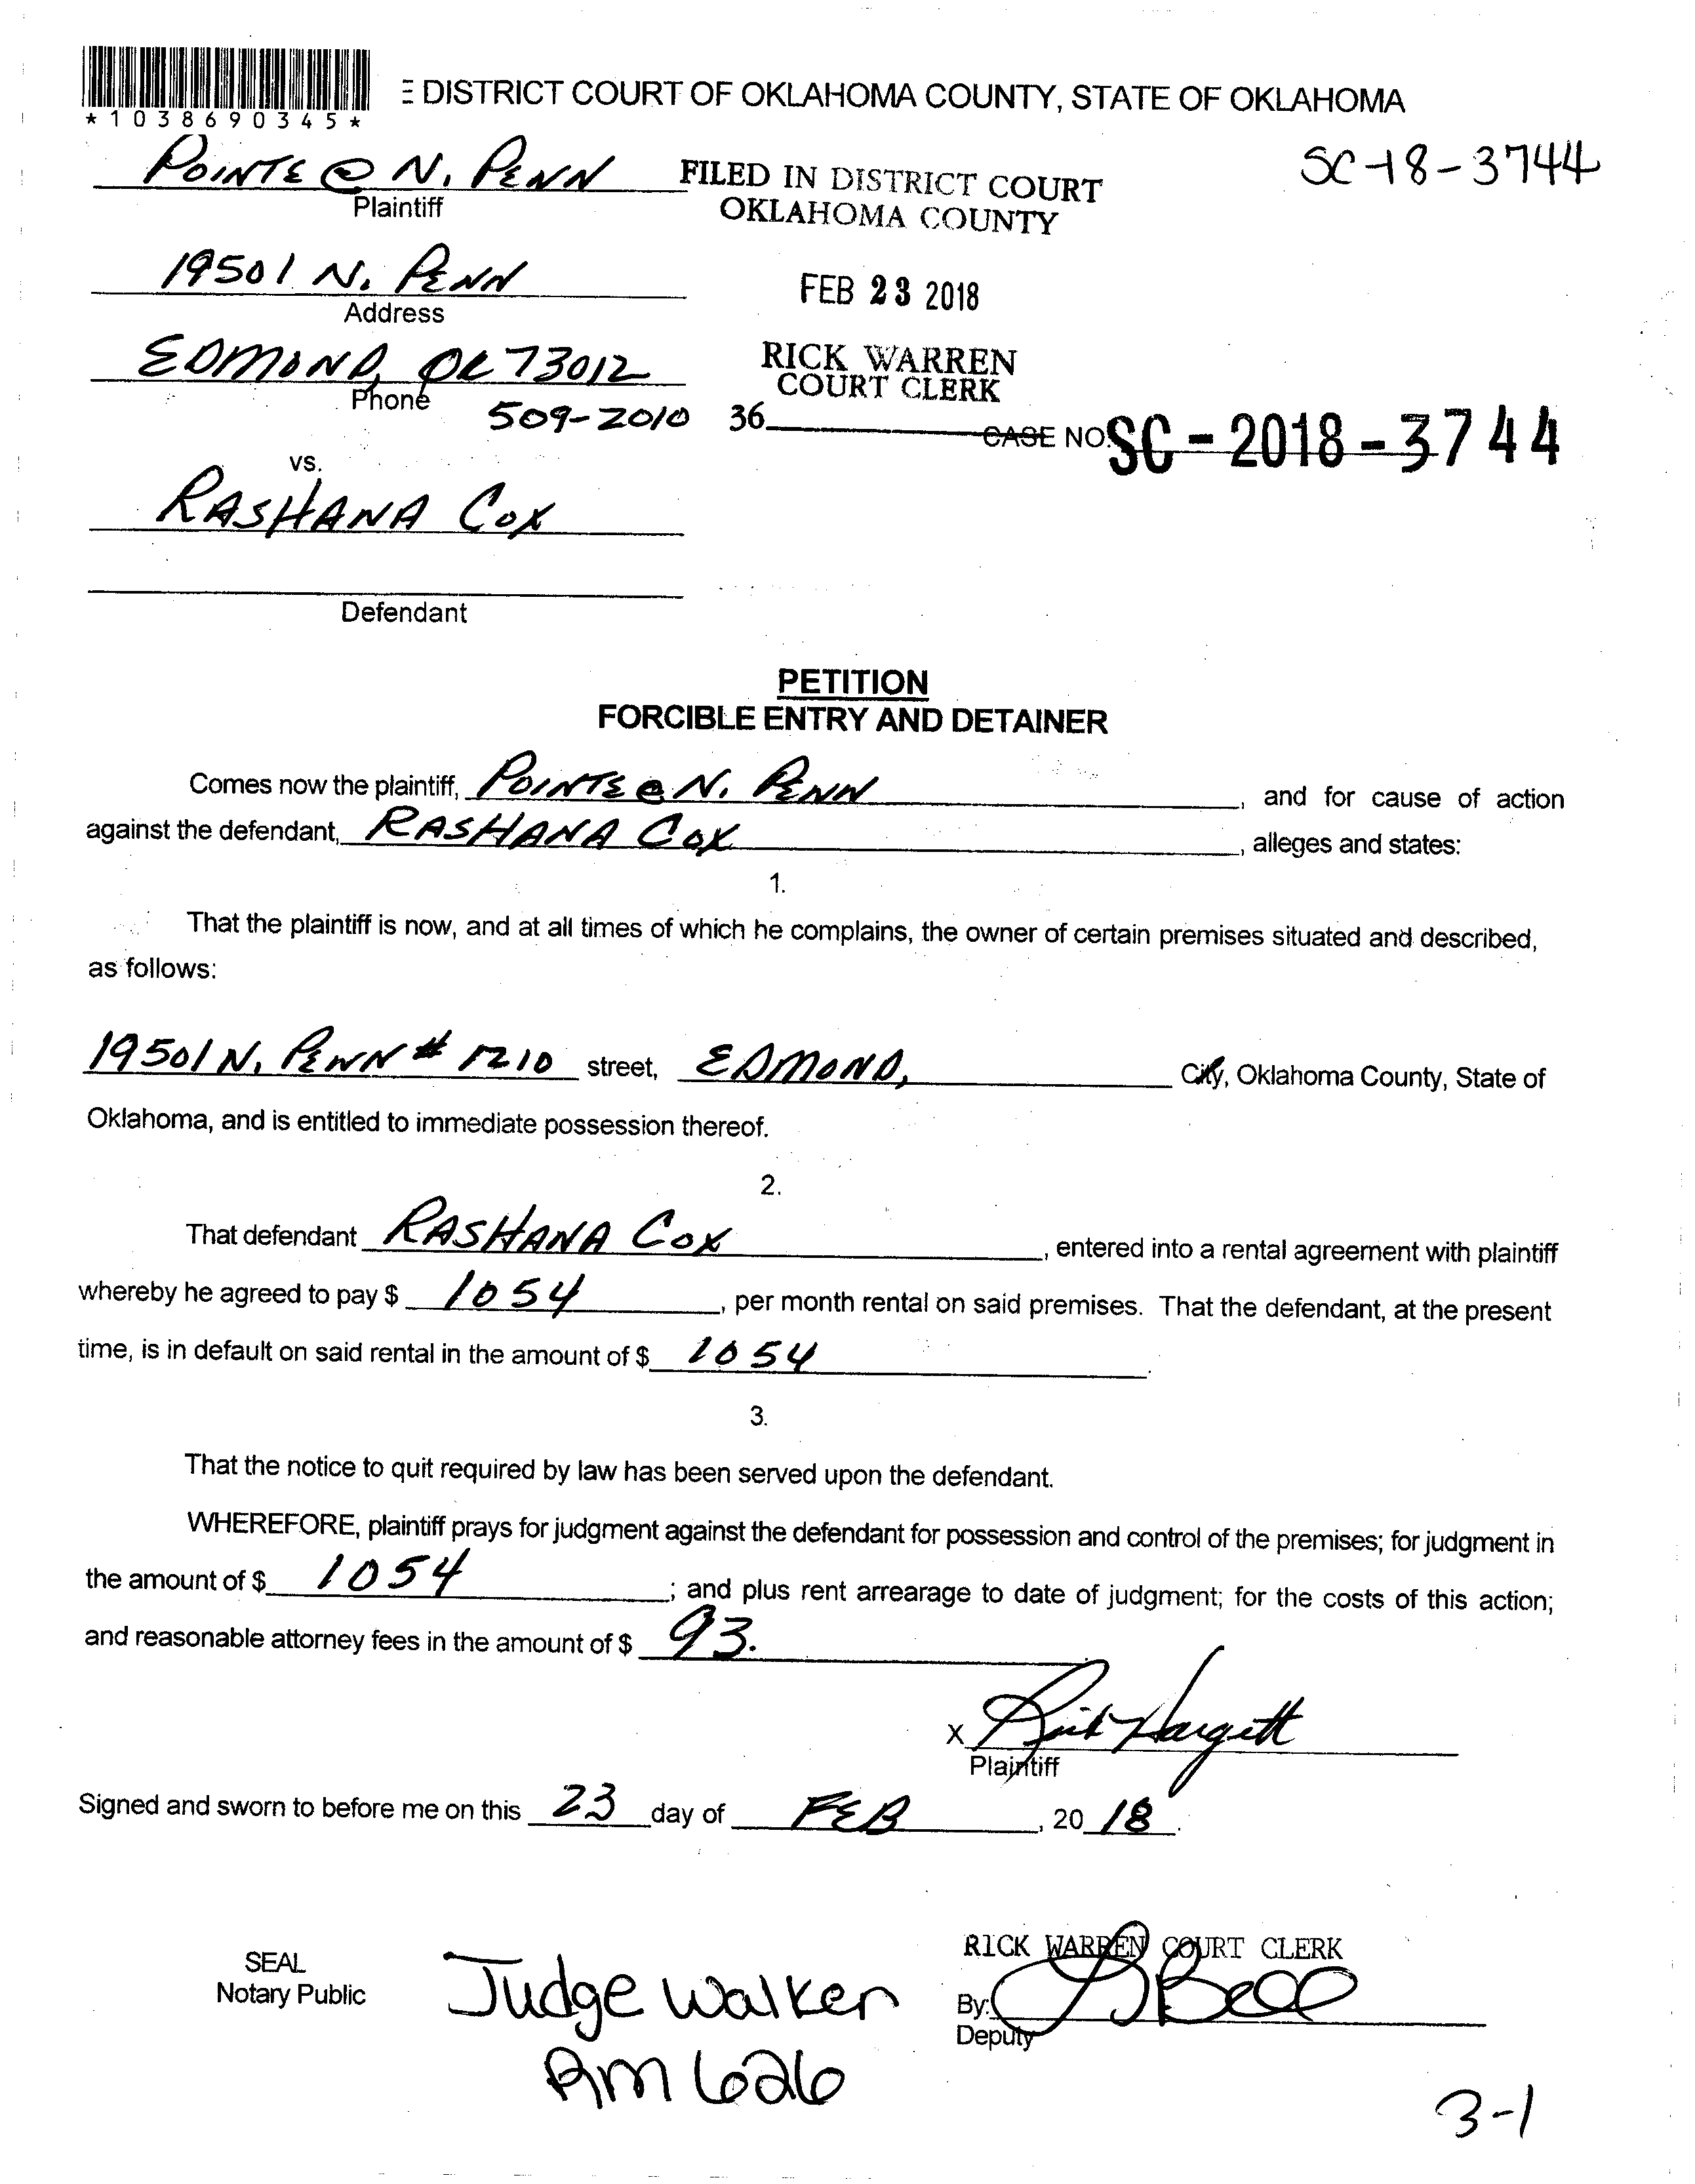 *1038690345*
E DISTRICT COURT OF OKLAHOMA COUNTY, STATE OF OKLAHOMA
SC-18-3744
POINTE @ N. PENN
Plaintiff
FILED IN DISTRICT COURT
OKLAHOMA COUNTY
19501 N. PENN
Address
FEB 23 2018
EDMOND, OK 73012
Phone
509-2010
RICK WARREN
COURT CLERK
36
CASE NO. SC-2018-3744
vs.
RASHANA COX
Defendant
PETITION
FORCIBLE ENTRY AND DETAINER
Comes now the plaintiff, POINTE @ N. PENN, and for cause of action
against the defendant, RASHANA COX, alleges and states:
1.
That the plaintiff is now, and at all times of which he complains, the owner of certain premises situated and described,
as follows:
19501 N. PENN # 1210 street, EDMOND, City, Oklahoma County, State of
Oklahoma, and is entitled to immediate possession thereof.
2.
That defendant RASHANA COX, entered into a rental agreement with plaintiff
whereby he agreed to pay $ 1054, per month rental on said premises. That the defendant, at the present
time, is in default on said rental in the amount of $ 1054.
3.
That the notice to quit required by law has been served upon the defendant.
WHEREFORE, plaintiff prays for judgment against the defendant for possession and control of the premises; for judgment in
the amount of $ 1054; and plus rent arrearage to date of judgment; for the costs of this action;
and reasonable attorney fees in the amount of $ 93.
X Rick Hargett
Plaintiff
Signed and sworn to before me on this 23 day of FEB, 20 18.
SEAL
Notary Public
Judge Walker
Rm 626
RICK WARREN COURT CLERK
By: Bell
Deputy
3-1